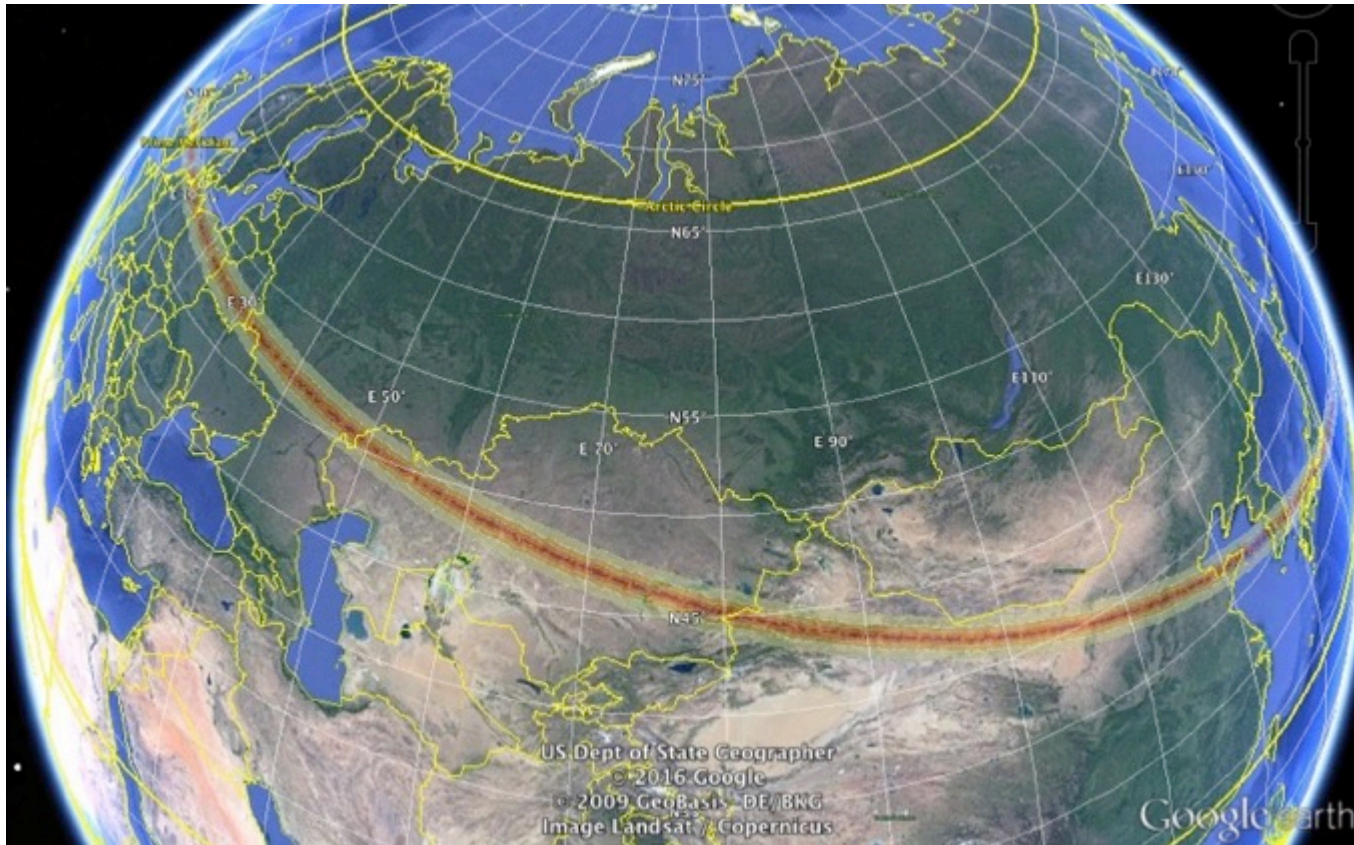 N75°
Arctic Circle
N65°
E130°
E 30°
E110°
E 50°
N55°
E 70°
E 90°
N45°
US Dept of State Geographer
© 2016 Google
© 2009 GeoBasis-DE/BKG
Image Landsat / Copernicus
Google earth